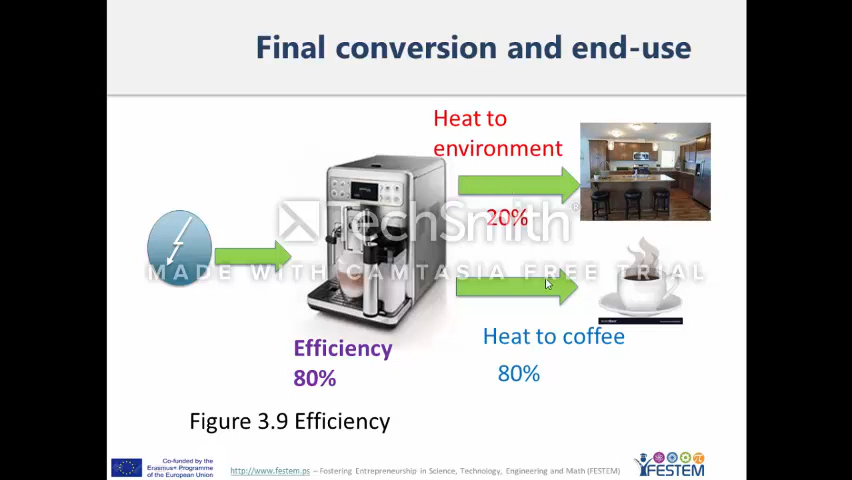 Final conversion and end-use
Heat to
environment
20%
TechSmith
MADE WITH CAMTASIA FREE TRIAL
Heat to coffee
80%
Efficiency
80%
Figure 3.9 Efficiency
Co-funded by the
Erasmus+ Programme
of the European Union
http://www.festem.ps – Fostering Entrepreneurship in Science, Technology, Engineering and Math (FESTEM)
FESTEM